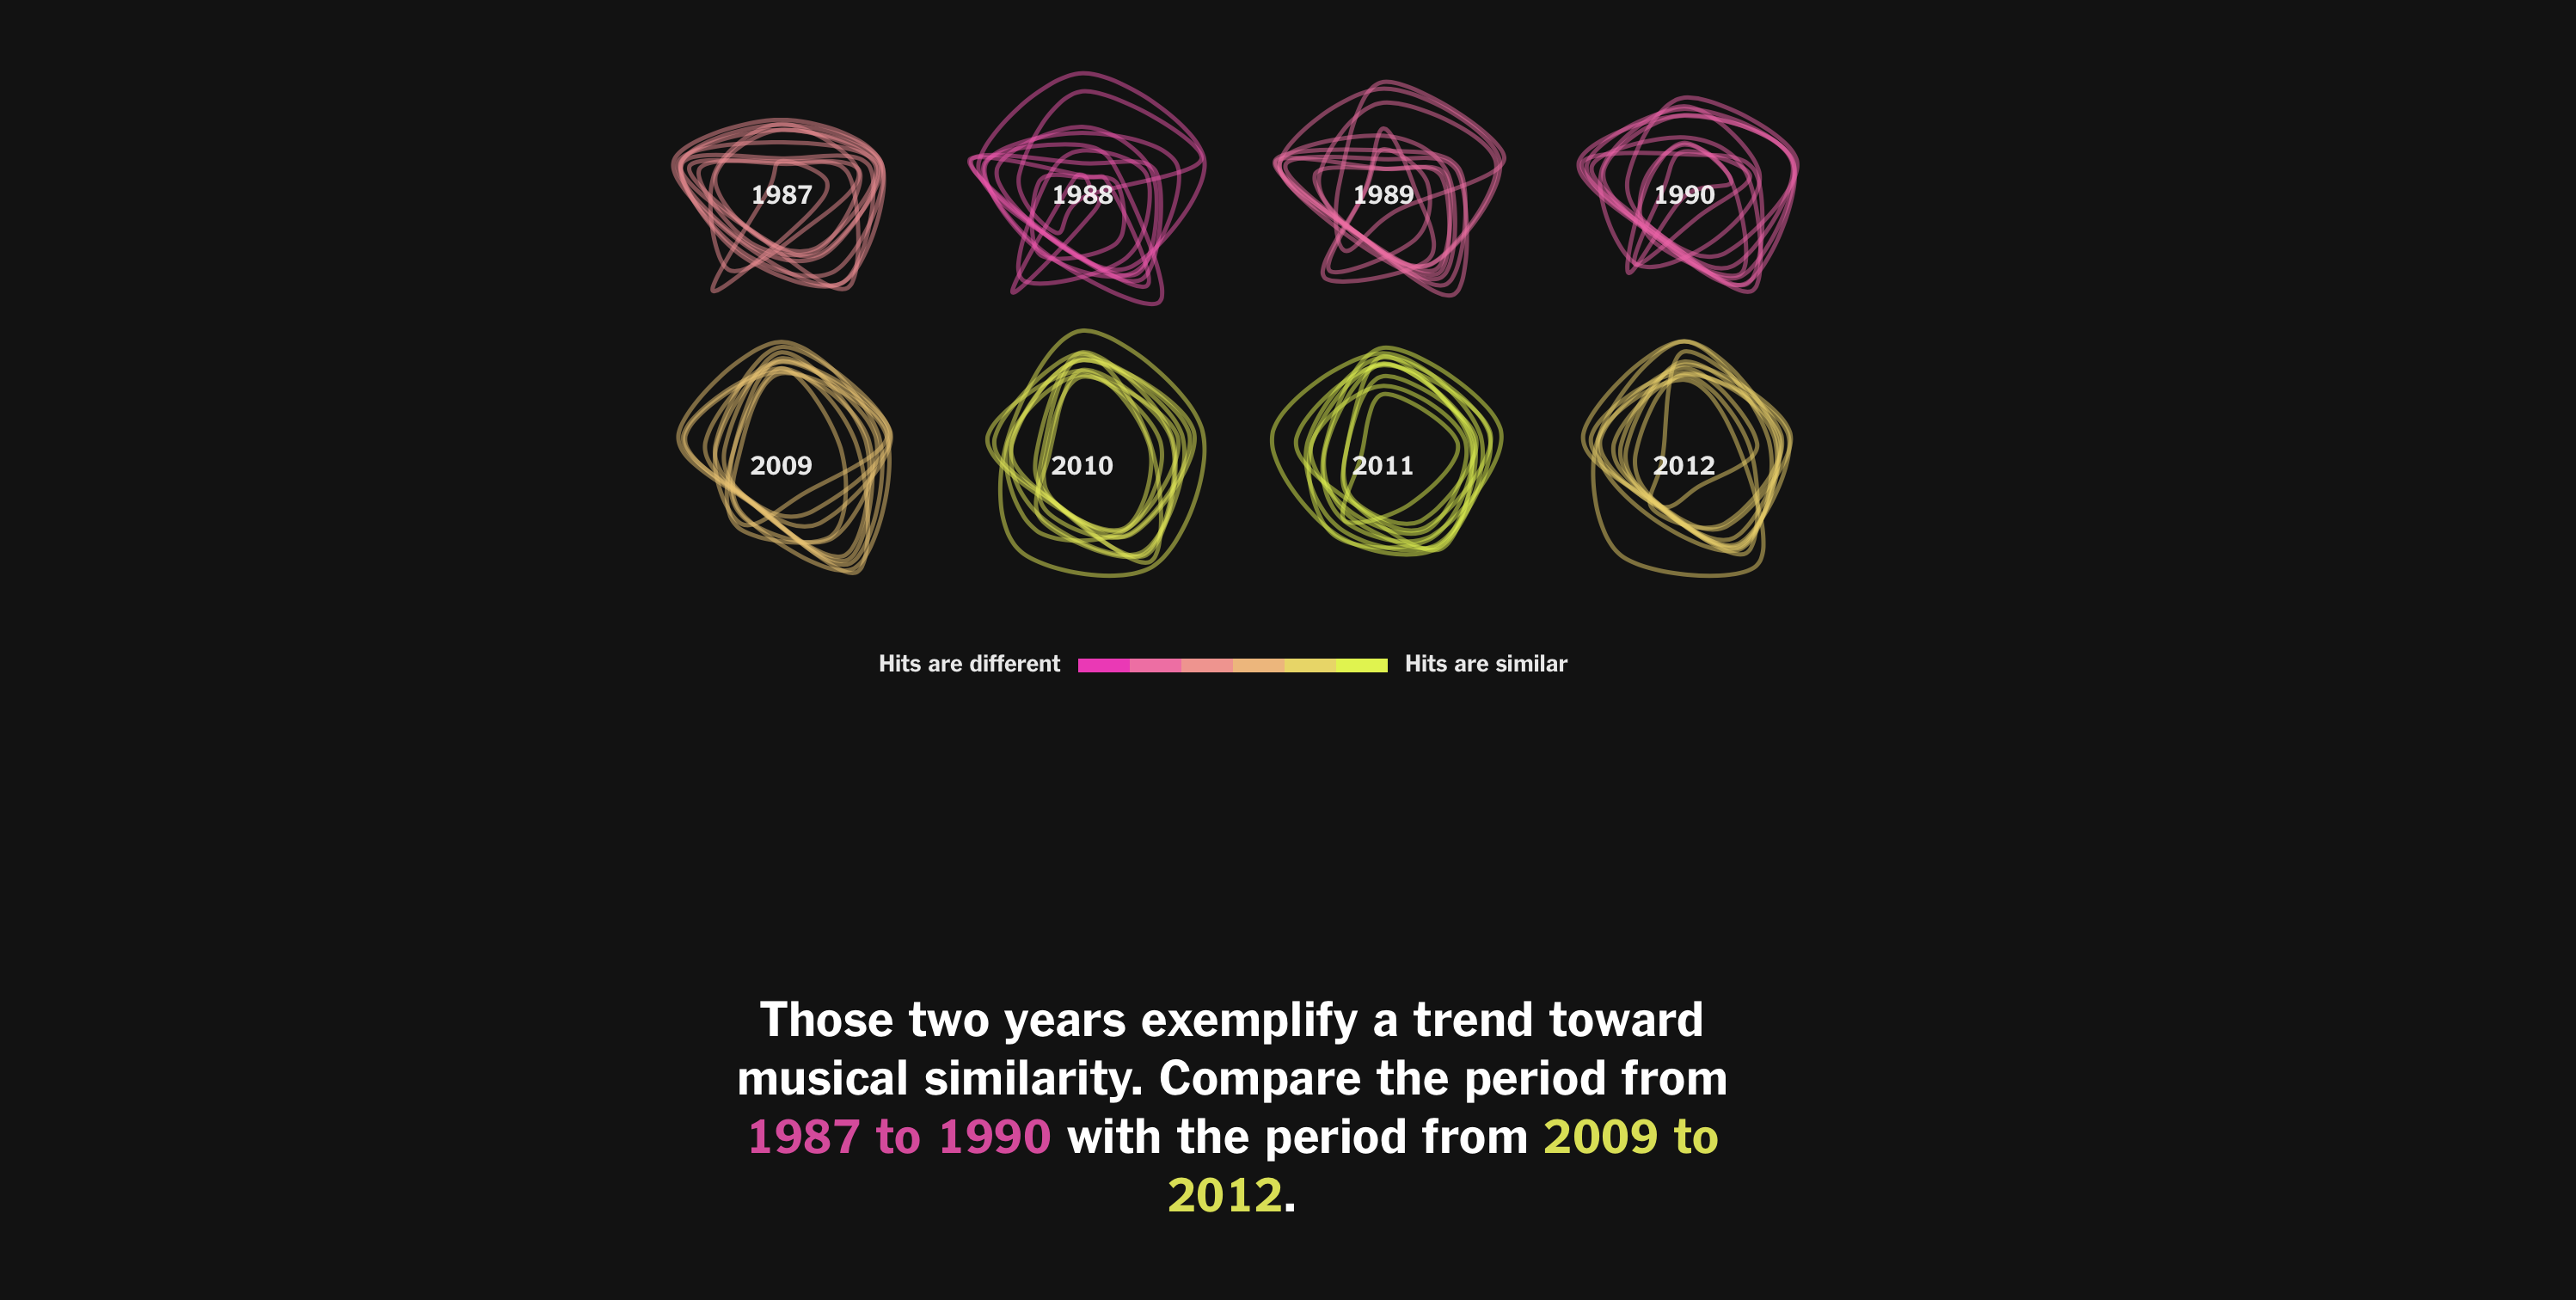 1987 1988 1989 1990
2009 2010 2011 2012
Hits are different Hits are similar
Those two years exemplify a trend toward
musical similarity. Compare the period from
1987 to 1990 with the period from 2009 to
2012.